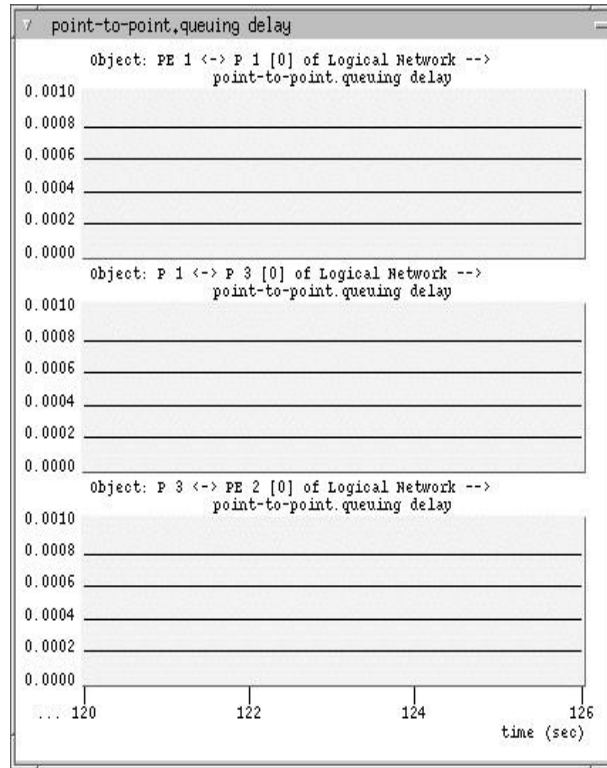 point-to-point.queuing delay
Object: PE 1 <-> P 1 [0] of Logical Network -->
point-to-point.queuing delay
0.0010
0.0008
0.0006
0.0004
0.0002
0.0000
Object: P 1 <-> P 3 [0] of Logical Network -->
point-to-point.queuing delay
0.0010
0.0008
0.0006
0.0004
0.0002
0.0000
Object: P 3 <-> PE 2 [0] of Logical Network -->
point-to-point.queuing delay
0.0010
0.0008
0.0006
0.0004
0.0002
0.0000
... 120 122 124 126
time (sec)